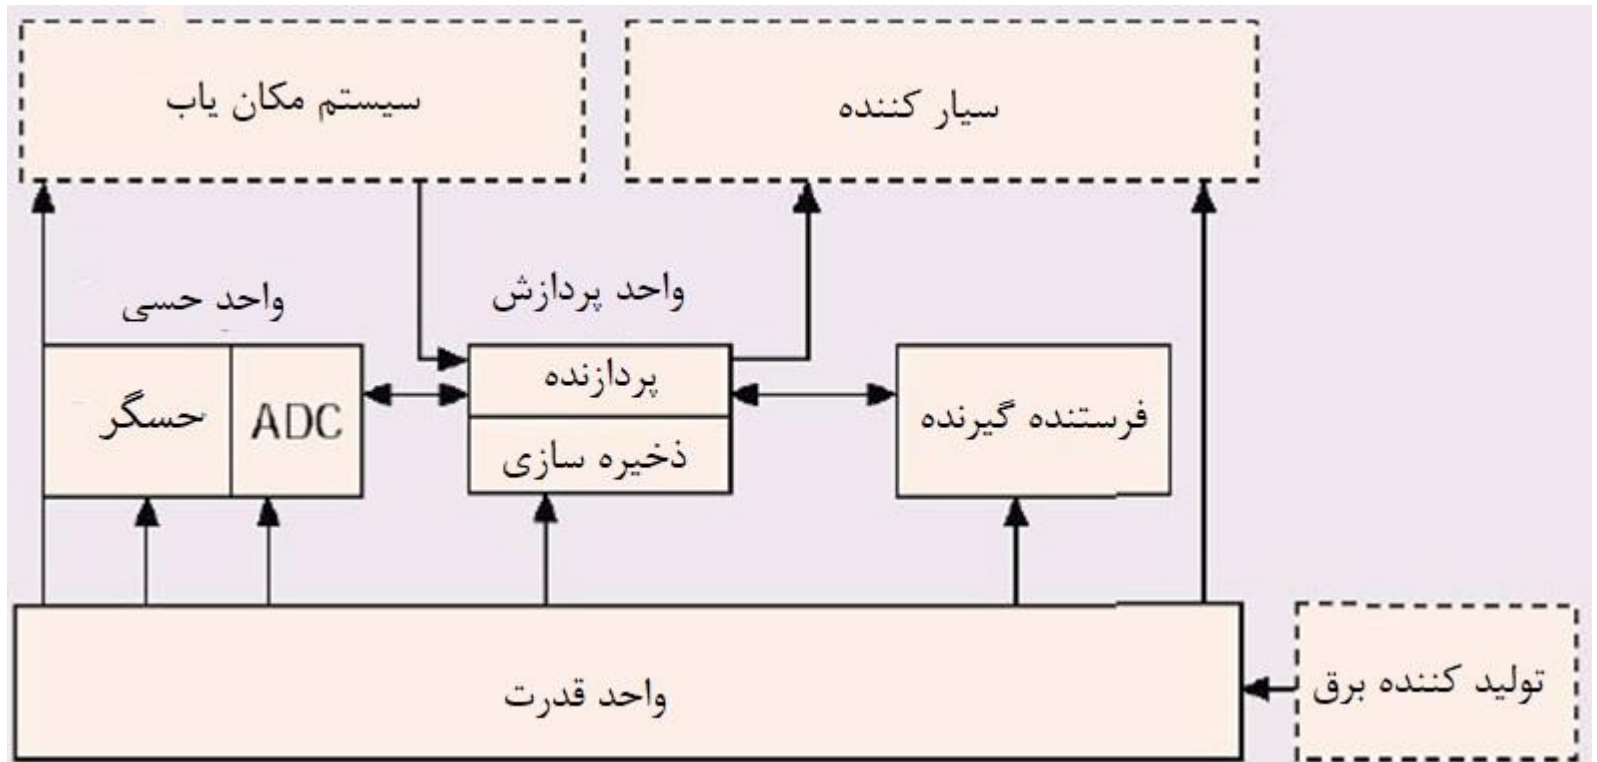 سیستم مکان یاب
سیار کننده
واحد حسی
واحد پردازش
حسگر
ADC
پردازنده
ذخیره سازی
فرستنده گیرنده
واحد قدرت
تولید کننده برق